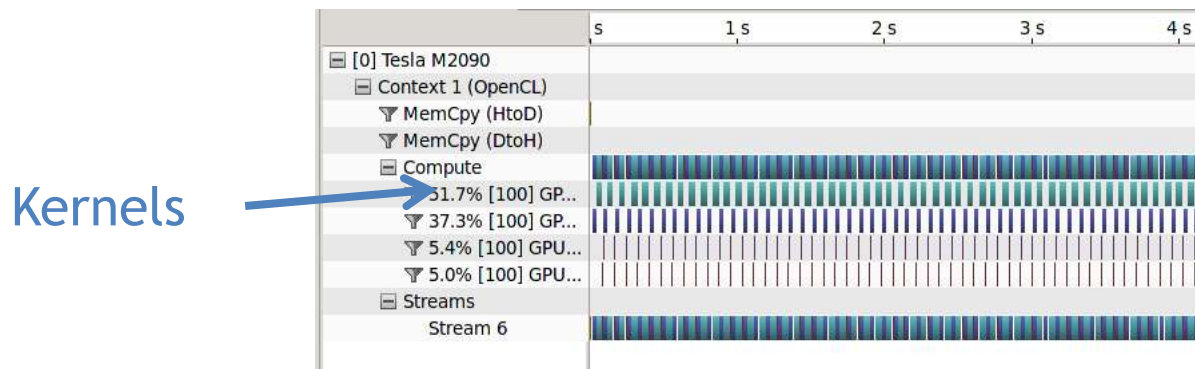 s 1 s 2 s 3 s 4 s
[0] Tesla M2090
Context 1 (OpenCL)
MemCpy (HtoD)
MemCpy (DtoH)
Compute
Kernels
51.7% [100] GP...
37.3% [100] GP...
5.4% [100] GPU...
5.0% [100] GPU...
Streams
Stream 6